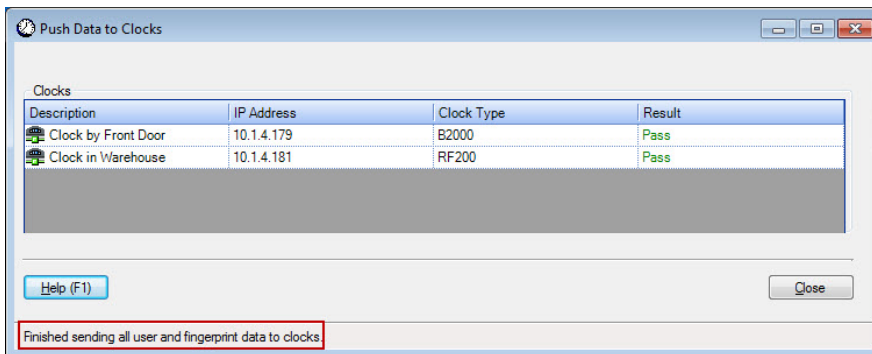 Push Data to Clocks
Clocks
Description IP Address Clock Type Result
Clock by Front Door 10.1.4.179 B2000 Pass
Clock in Warehouse 10.1.4.181 RF200 Pass
Help (F1) Close
Finished sending all user and fingerprint data to clocks.